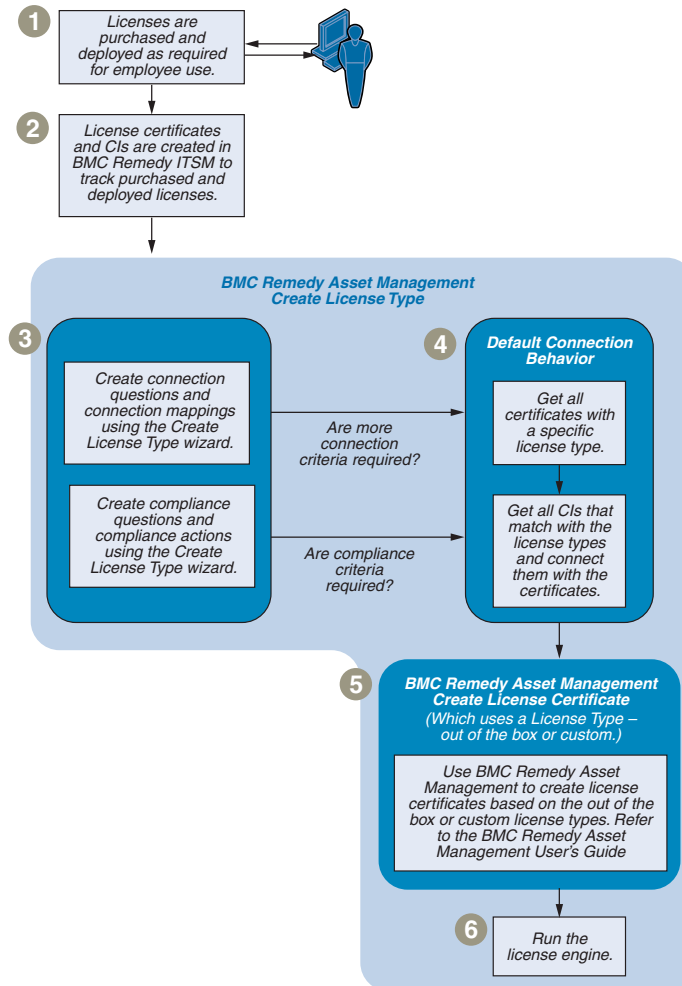 1
Licenses are
purchased and
deployed as required
for employee use.
2
License certificates
and CIs are created in
BMC Remedy ITSM to
track purchased and
deployed licenses.
BMC Remedy Asset Management
Create License Type
3
Create connection
questions and
connection mappings
using the Create
License Type wizard.
Create compliance
questions and
compliance actions
using the Create
License Type wizard.
Are more
connection
criteria required?
Are compliance
criteria
required?
4
Default Connection
Behavior
Get all
certificates with
a specific
license type.
Get all CIs that
match with the
license types
and connect
them with the
certificates.
5
BMC Remedy Asset Management
Create License Certificate
(Which uses a License Type –
out of the box or custom.)
Use BMC Remedy Asset
Management to create license
certificates based on the out of the
box or custom license types. Refer
to the BMC Remedy Asset
Management User's Guide
6
Run the
license engine.